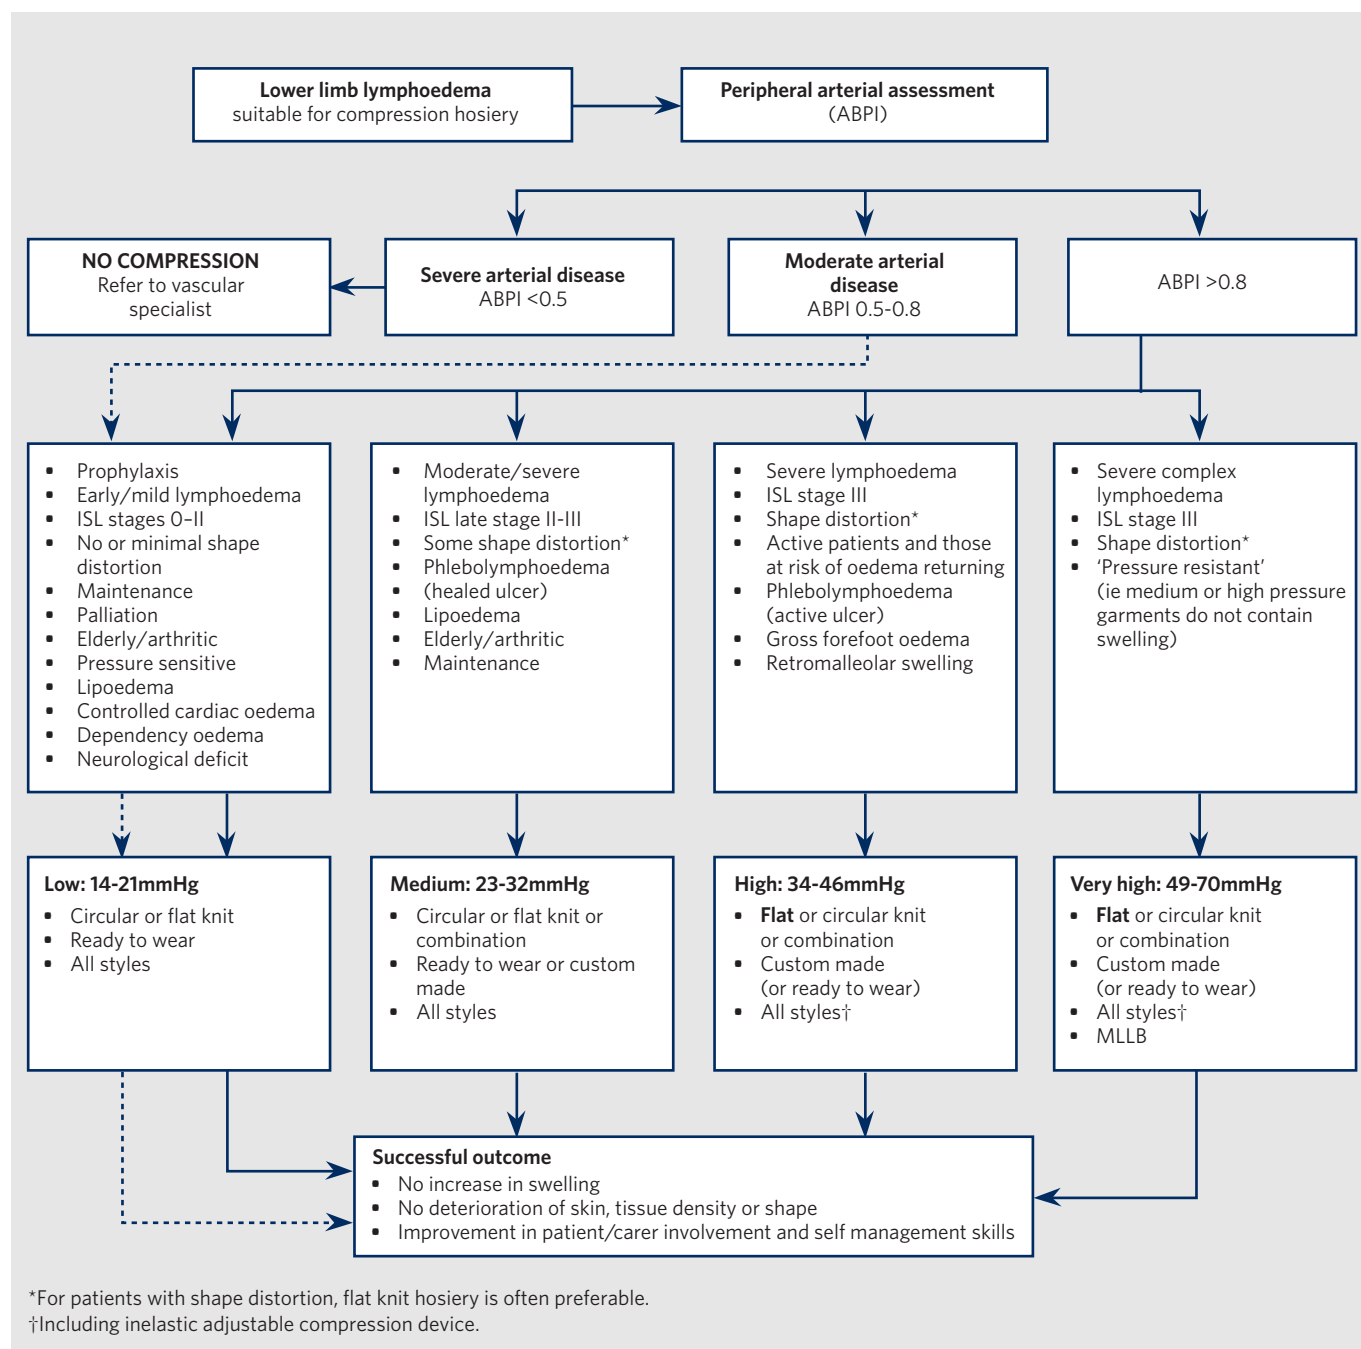 Lower limb lymphoedema
suitable for compression hosiery
Peripheral arterial assessment
(ABPI)
NO COMPRESSION
Refer to vascular
specialist
Severe arterial disease
ABPI <0.5
Moderate arterial
disease
ABPI 0.5-0.8
ABPI >0.8
▪ Prophylaxis
▪ Early/mild lymphoedema
▪ ISL stages 0–II
▪ No or minimal shape
distortion
▪ Maintenance
▪ Palliation
▪ Elderly/arthritic
▪ Pressure sensitive
▪ Lipoedema
▪ Controlled cardiac oedema
▪ Dependency oedema
▪ Neurological deficit
▪ Moderate/severe
lymphoedema
▪ ISL late stage II-III
▪ Some shape distortion*
▪ Phlebolymphoedema
▪ (healed ulcer)
▪ Lipoedema
▪ Elderly/arthritic
▪ Maintenance
▪ Severe lymphoedema
▪ ISL stage III
▪ Shape distortion*
▪ Active patients and those
at risk of oedema returning
▪ Phlebolymphoedema
(active ulcer)
▪ Gross forefoot oedema
▪ Retromalleolar swelling
▪ Severe complex
lymphoedema
▪ ISL stage III
▪ Shape distortion*
▪ ‘Pressure resistant’
(ie medium or high pressure
garments do not contain
swelling)
Low: 14-21mmHg
▪ Circular or flat knit
▪ Ready to wear
▪ All styles
Medium: 23-32mmHg
▪ Circular or flat knit or
combination
▪ Ready to wear or custom
made
▪ All styles
High: 34-46mmHg
▪ Flat or circular knit
or combination
▪ Custom made
(or ready to wear)
▪ All styles†
Very high: 49-70mmHg
▪ Flat or circular knit
or combination
▪ Custom made
(or ready to wear)
▪ All styles†
▪ MLLB
Successful outcome
▪ No increase in swelling
▪ No deterioration of skin, tissue density or shape
▪ Improvement in patient/carer involvement and self management skills
*For patients with shape distortion, flat knit hosiery is often preferable.
†Including inelastic adjustable compression device.